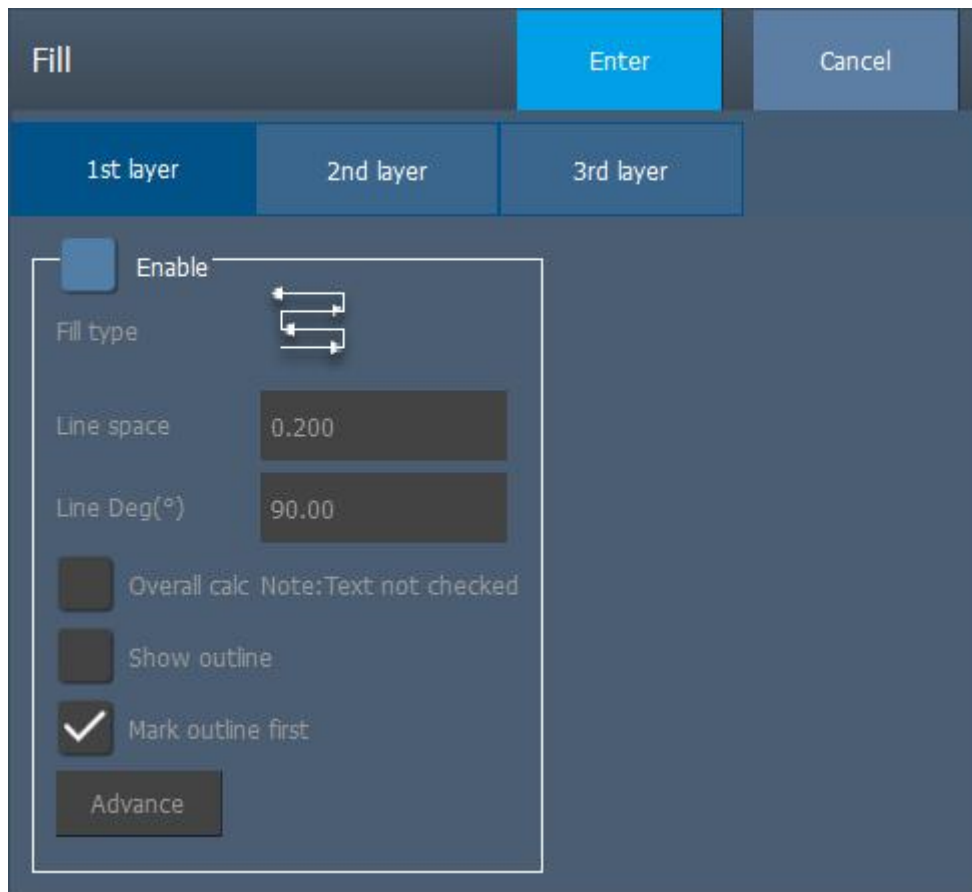 Fill Enter Cancel
1st layer 2nd layer 3rd layer
Enable
Fill type
Line space 0.200
Line Deg(°) 90.00
Overall calc Note:Text not checked
Show outline
Mark outline first
Advance